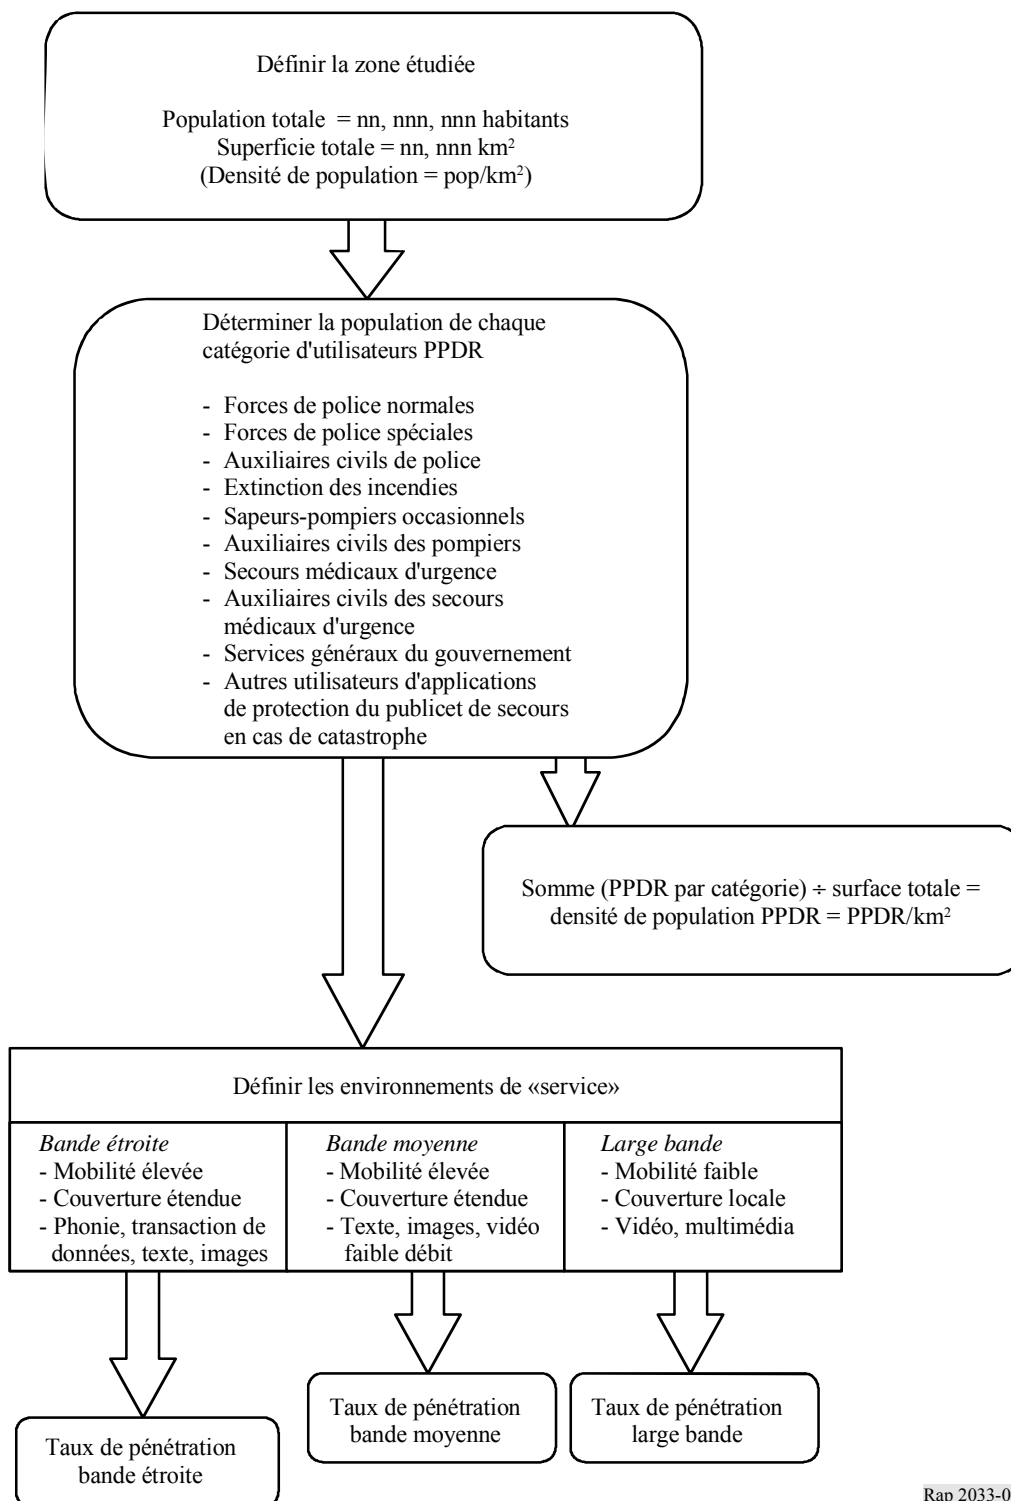 Définir la zone étudiée
Population totale = nn, nnn, nnn habitants
Superficie totale = nn, nnn km²
(Densité de population = pop/km²)
Déterminer la population de chaque
catégorie d'utilisateurs PPDR
- Forces de police normales
- Forces de police spéciales
- Auxiliaires civils de police
- Extinction des incendies
- Sapeurs-pompiers occasionnels
- Auxiliaires civils des pompiers
- Secours médicaux d'urgence
- Auxiliaires civils des secours
médicaux d'urgence
- Services généraux du gouvernement
- Autres utilisateurs d'applications
de protection du publicet de secours
en cas de catastrophe
Somme (PPDR par catégorie) ÷ surface totale =
densité de population PPDR = PPDR/km²
Définir les environnements de «service»
Bande étroite
- Mobilité élevée
- Couverture étendue
- Phonie, transaction de
données, texte, images
Bande moyenne
- Mobilité élevée
- Couverture étendue
- Texte, images, vidéo
faible débit
Large bande
- Mobilité faible
- Couverture locale
- Vidéo, multimédia
Taux de pénétration
bande étroite
Taux de pénétration
bande moyenne
Taux de pénétration
large bande
Rap 2033-0